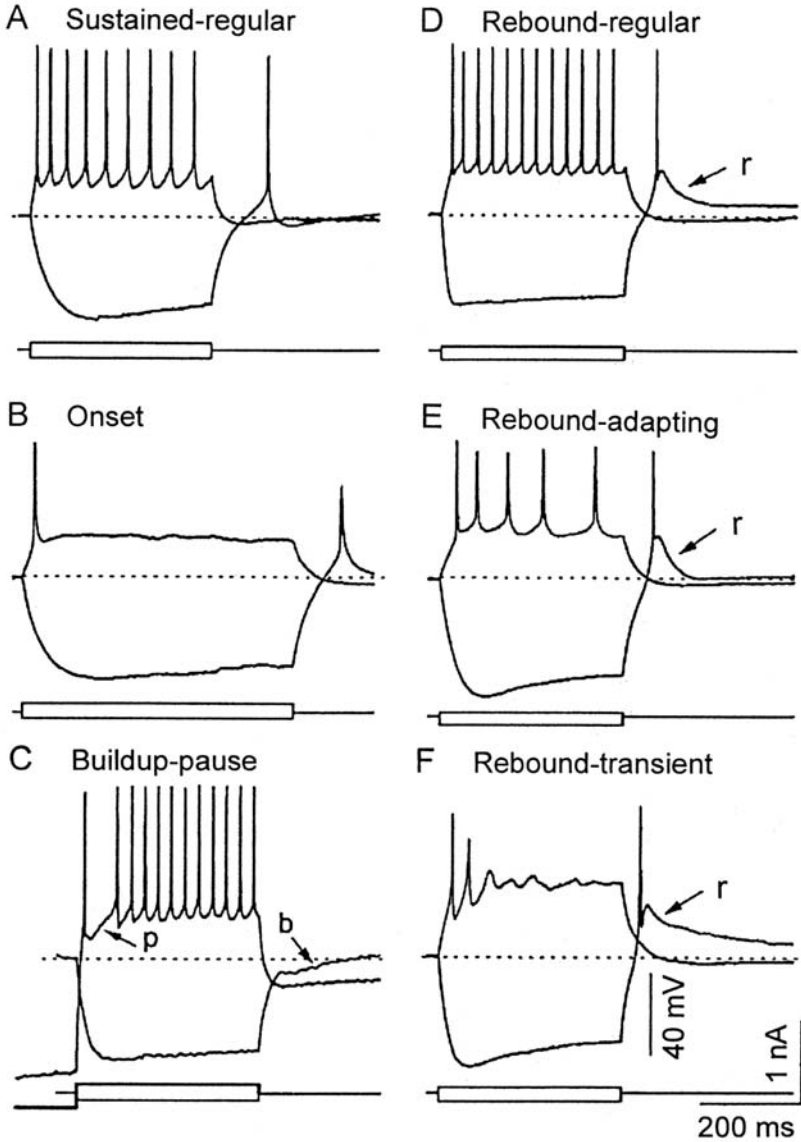 A Sustained-regular
D Rebound-regular
r
B Onset
E Rebound-adapting
r
C Buildup-pause
p
b
F Rebound-transient
r
40 mV
1 nA
200 ms